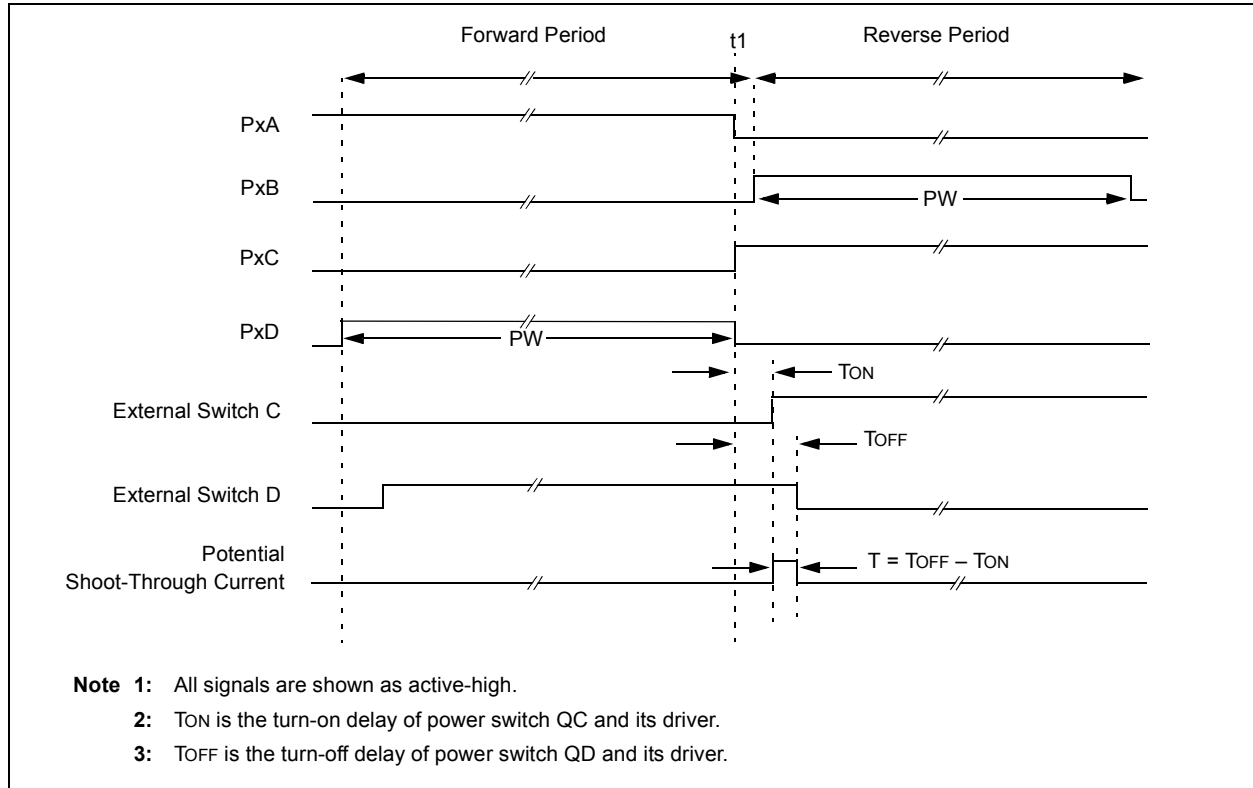 Forward Period
t1
Reverse Period
PxA
PxB
PW
PxC
PxD
PW
TON
External Switch C
TOFF
External Switch D
Potential
Shoot-Through Current
T = TOFF – TON
Note 1: All signals are shown as active-high.
2: TON is the turn-on delay of power switch QC and its driver.
3: TOFF is the turn-off delay of power switch QD and its driver.